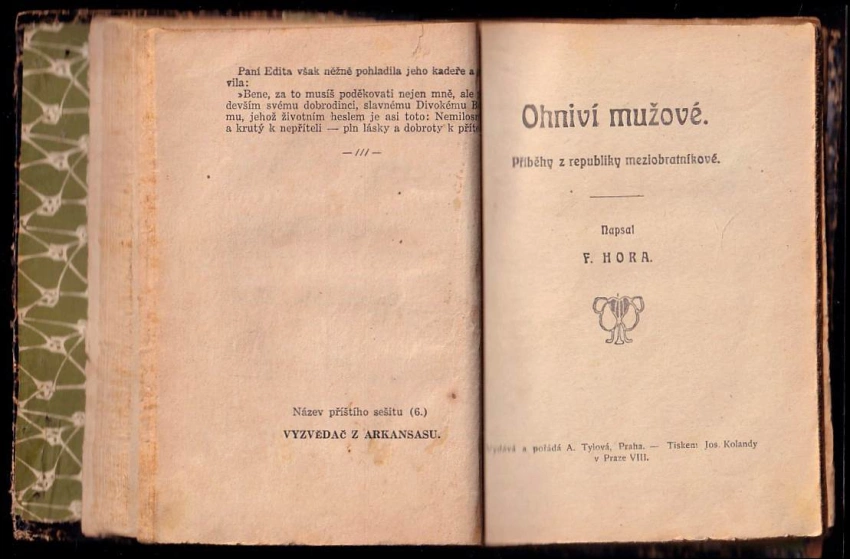 Paní Edita však něžně pohladila jeho kadeře a
vila:
»Bene, za to musíš poděkovati nejen mně, ale
devším svému dobrodinci, slavnému Divokému B
mu, jehož životním heslem je asi toto: Nemilos
a krutý k nepříteli — pln lásky a dobroty k příte
—///—
Název příštího sešitu (6.)
VYZVĚDAČ Z ARKANSASU.
Ohniví mužové.
Příběhy z republiky meziobratníkové.
Napsal
F. HORA.
Vydává a pořádá A. Tylová, Praha. — Tiskem Jos. Kolandy
v Praze VIII.